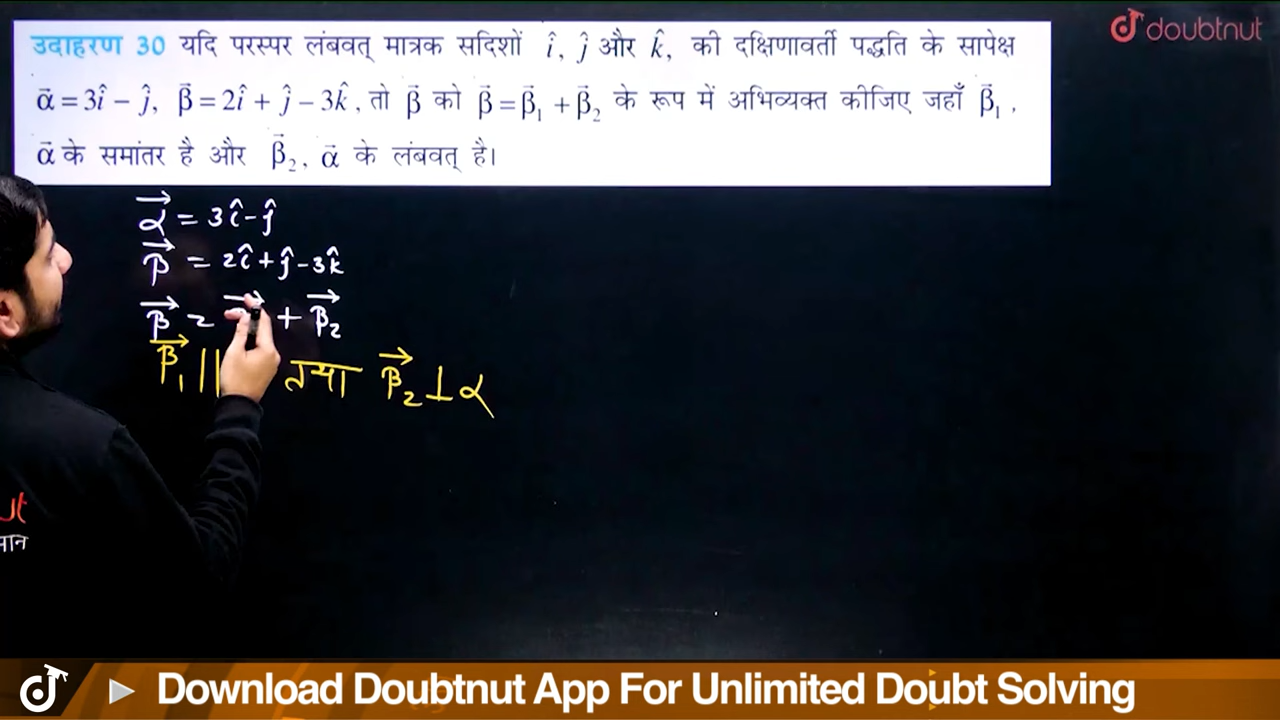 उदाहरण 30 यदि परस्पर लंबवत् मात्रक सदिशों î, ĵ और k̂, की दक्षिणावर्ती पद्धति के सापेक्ष
α⃗ = 3î − ĵ, β⃗ = 2î + ĵ − 3k̂, तो β⃗ को β⃗ = β⃗₁ + β⃗₂ के रूप में अभिव्यक्त कीजिए जहाँ β⃗₁,
α⃗ के समांतर है और β⃗₂, α⃗ के लंबवत् है।
doubtnut
α⃗ = 3î − ĵ
β⃗ = 2î + ĵ − 3k̂
β⃗ = + β⃗₂
β⃗₁ || तथा β⃗₂ ⊥ α
Download Doubtnut App For Unlimited Doubt Solving